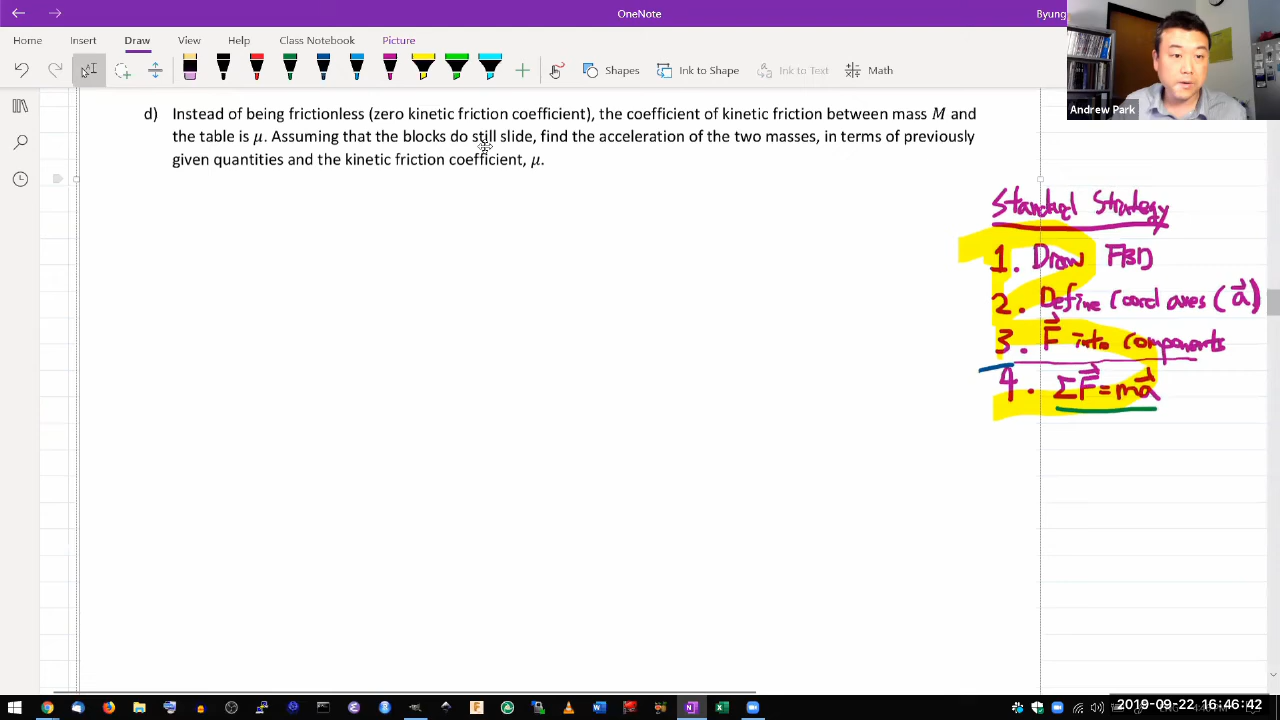 OneNote
Byung
Home Insert Draw View Help Class Notebook Picture
Shapes Ink to Shape Ink to Text Math
Andrew Park
d) Instead of being frictionless (zero kinetic friction coefficient), the coefficient of kinetic friction between mass M and
the table is μ. Assuming that the blocks do still slide, find the acceleration of the two masses, in terms of previously
given quantities and the kinetic friction coefficient, μ.
Standard Strategy
1. Draw FBD
2. Define Coord axes (a⃗)
3. F⃗ into components
4. ΣF⃗ = ma⃗
2019-09-22 16:46:42